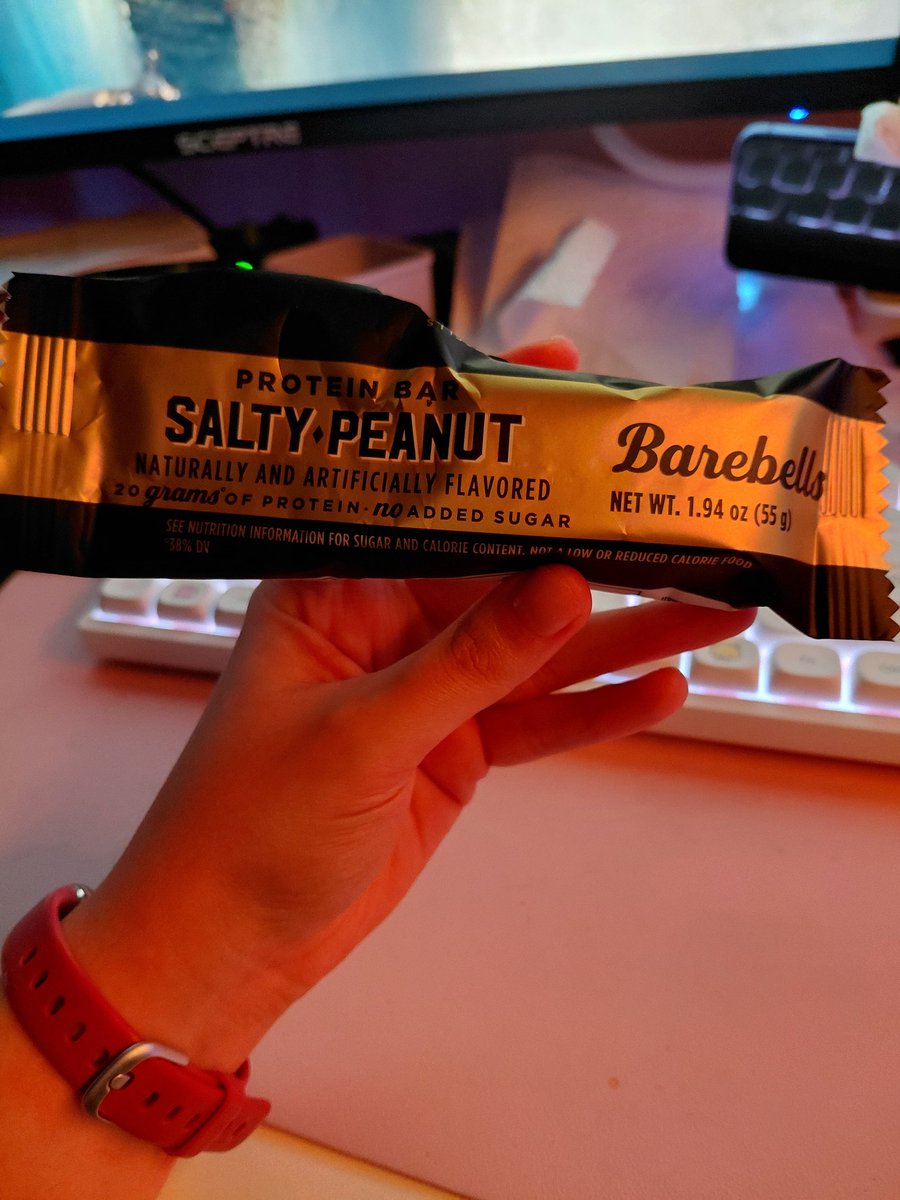 SCEPTRE
PROTEIN BAR
SALTY·PEANUT
NATURALLY AND ARTIFICIALLY FLAVORED
20 grams* OF PROTEIN · no ADDED SUGAR
SEE NUTRITION INFORMATION FOR SUGAR AND CALORIE CONTENT. NOT A LOW OR REDUCED CALORIE FOOD
*38% DV
Barebells
NET WT. 1.94 oz (55 g)